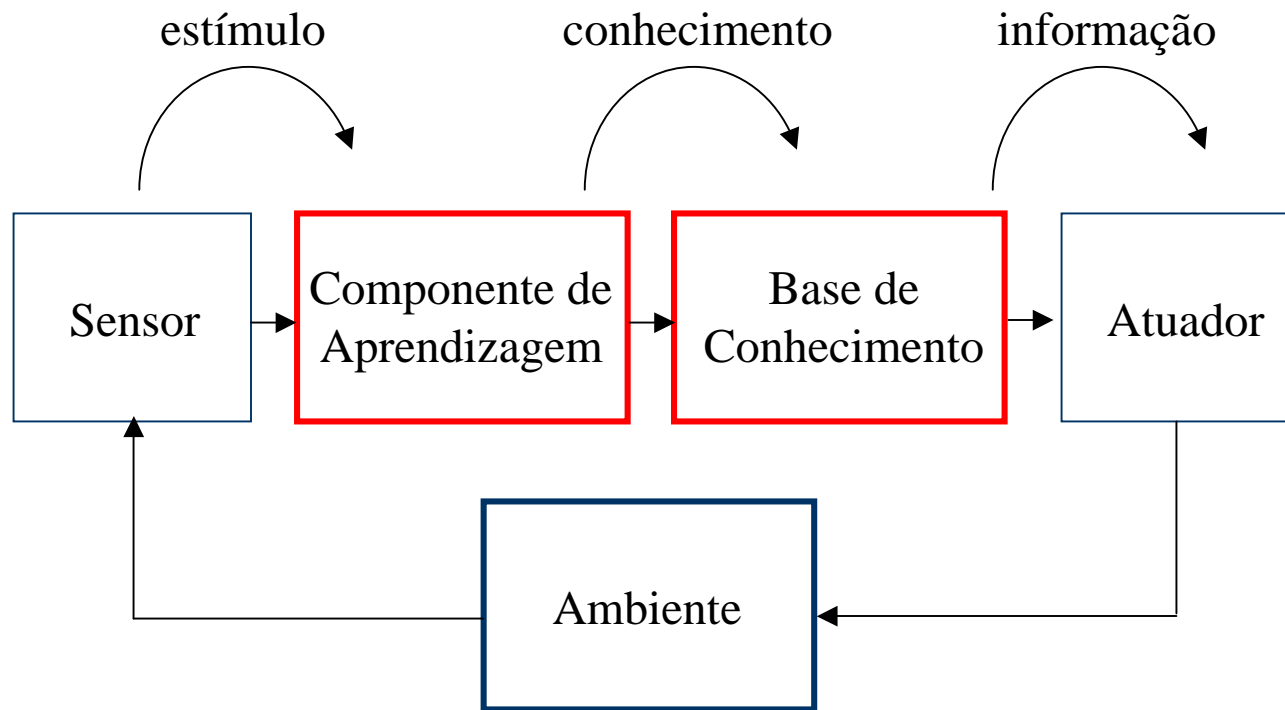 estímulo
conhecimento
informação
Sensor
Componente de
Aprendizagem
Base de
Conhecimento
Atuador
Ambiente